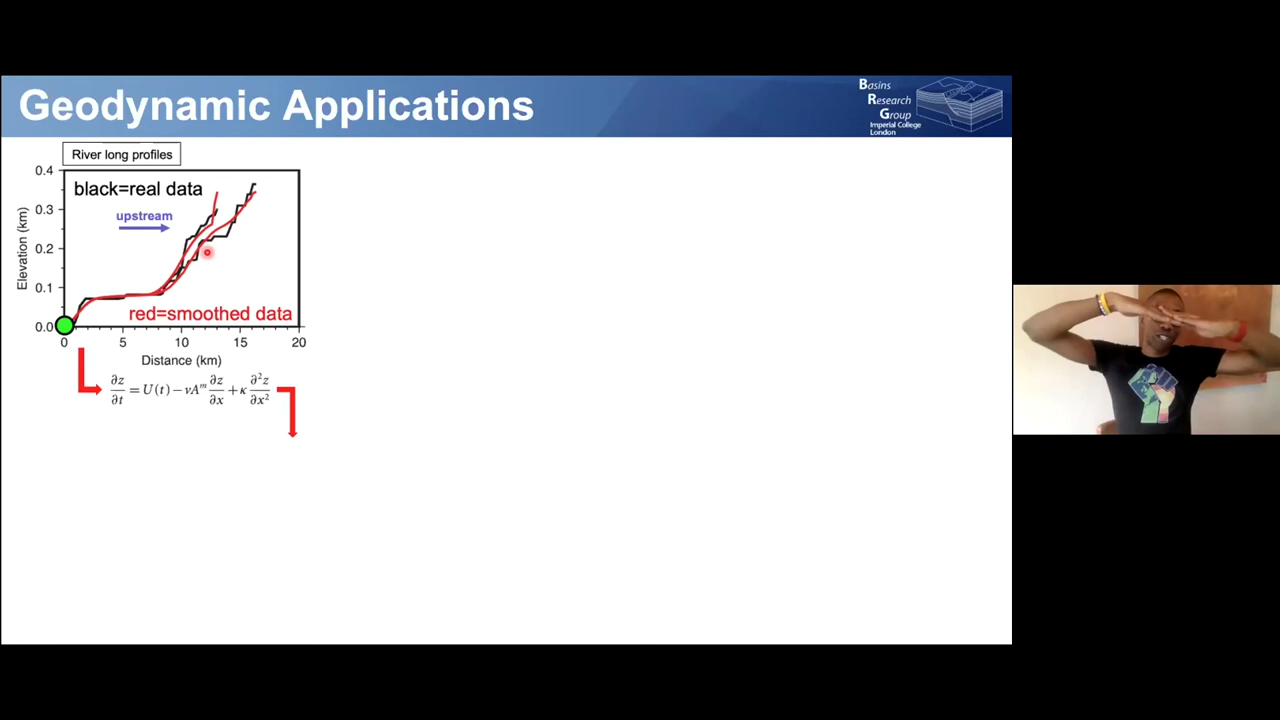 Geodynamic Applications
Basins
Research
Group
Imperial College
London
River long profiles
black=real data
upstream
red=smoothed data
Elevation (km)
0.4
0.3
0.2
0.1
0.0
0 5 10 15 20
Distance (km)
∂z/∂t = U(t) − vAᵐ ∂z/∂x + κ ∂²z/∂x²